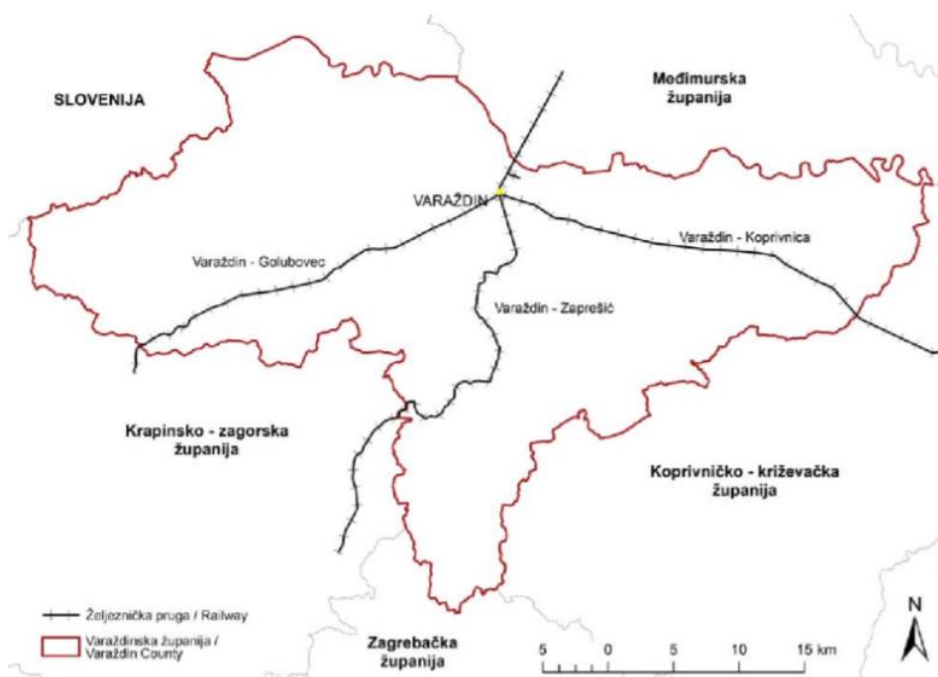 SLOVENIJA
Međimurska
županija
VARAŽDIN
Varaždin - Koprivnica
Varaždin - Golubovec
Varaždin - Zaprešić
Krapinsko - zagorska
županija
Koprivničko - križevačka
županija
Željeznička pruga / Railway
Varaždinska županija /
Varaždin County
Zagrebačka
županija
N
5 0 5 10 15 km